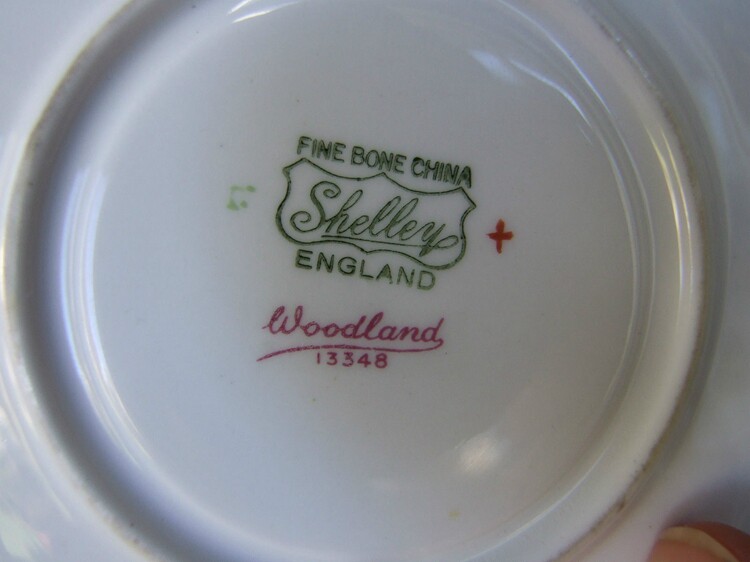 FINE BONE CHINA
Shelley
ENGLAND
Woodland
13348